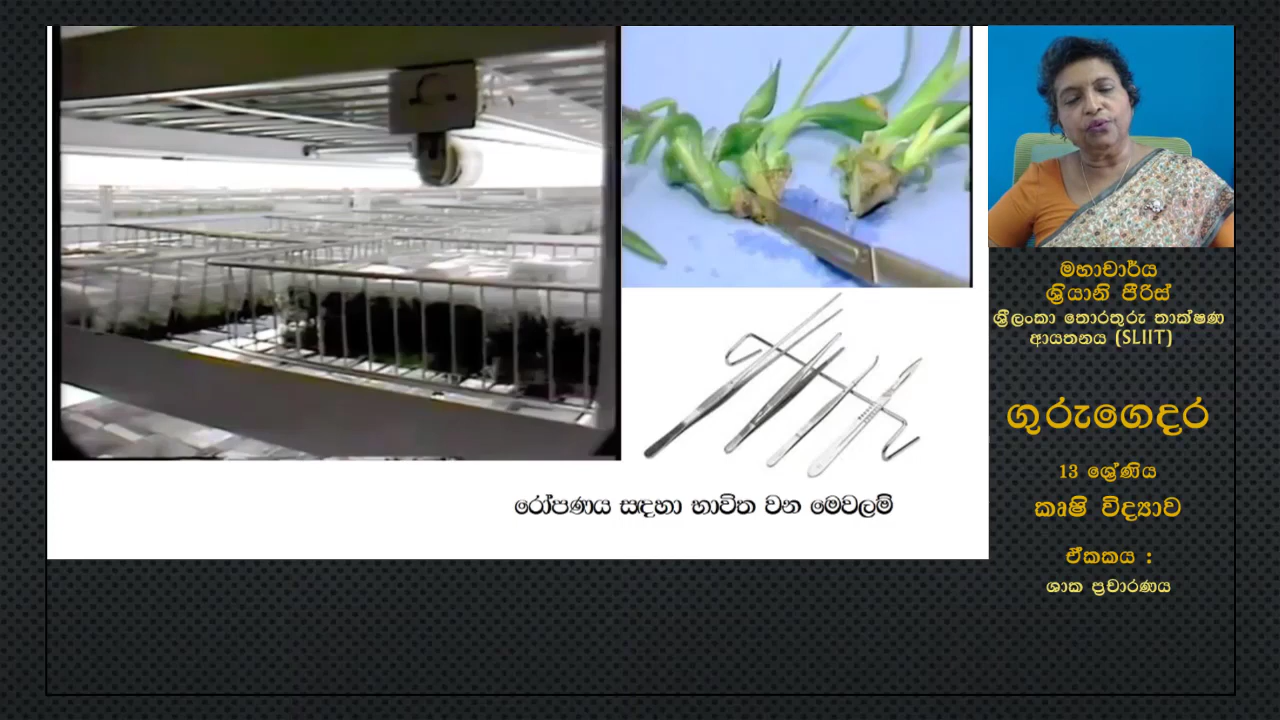 රෝපණය සඳහා භාවිත වන මෙවලම්
මහාචාර්ය
ශ්‍රියානි පීරිස්
ශ්‍රී ලංකා තොරතුරු තාක්ෂණ
ආයතනය (SLIIT)
ගුරුගෙදර
13 ශ්‍රේණිය
කෘෂි විද්‍යාව
ඒකකය :
ශාක ප්‍රචාරණය